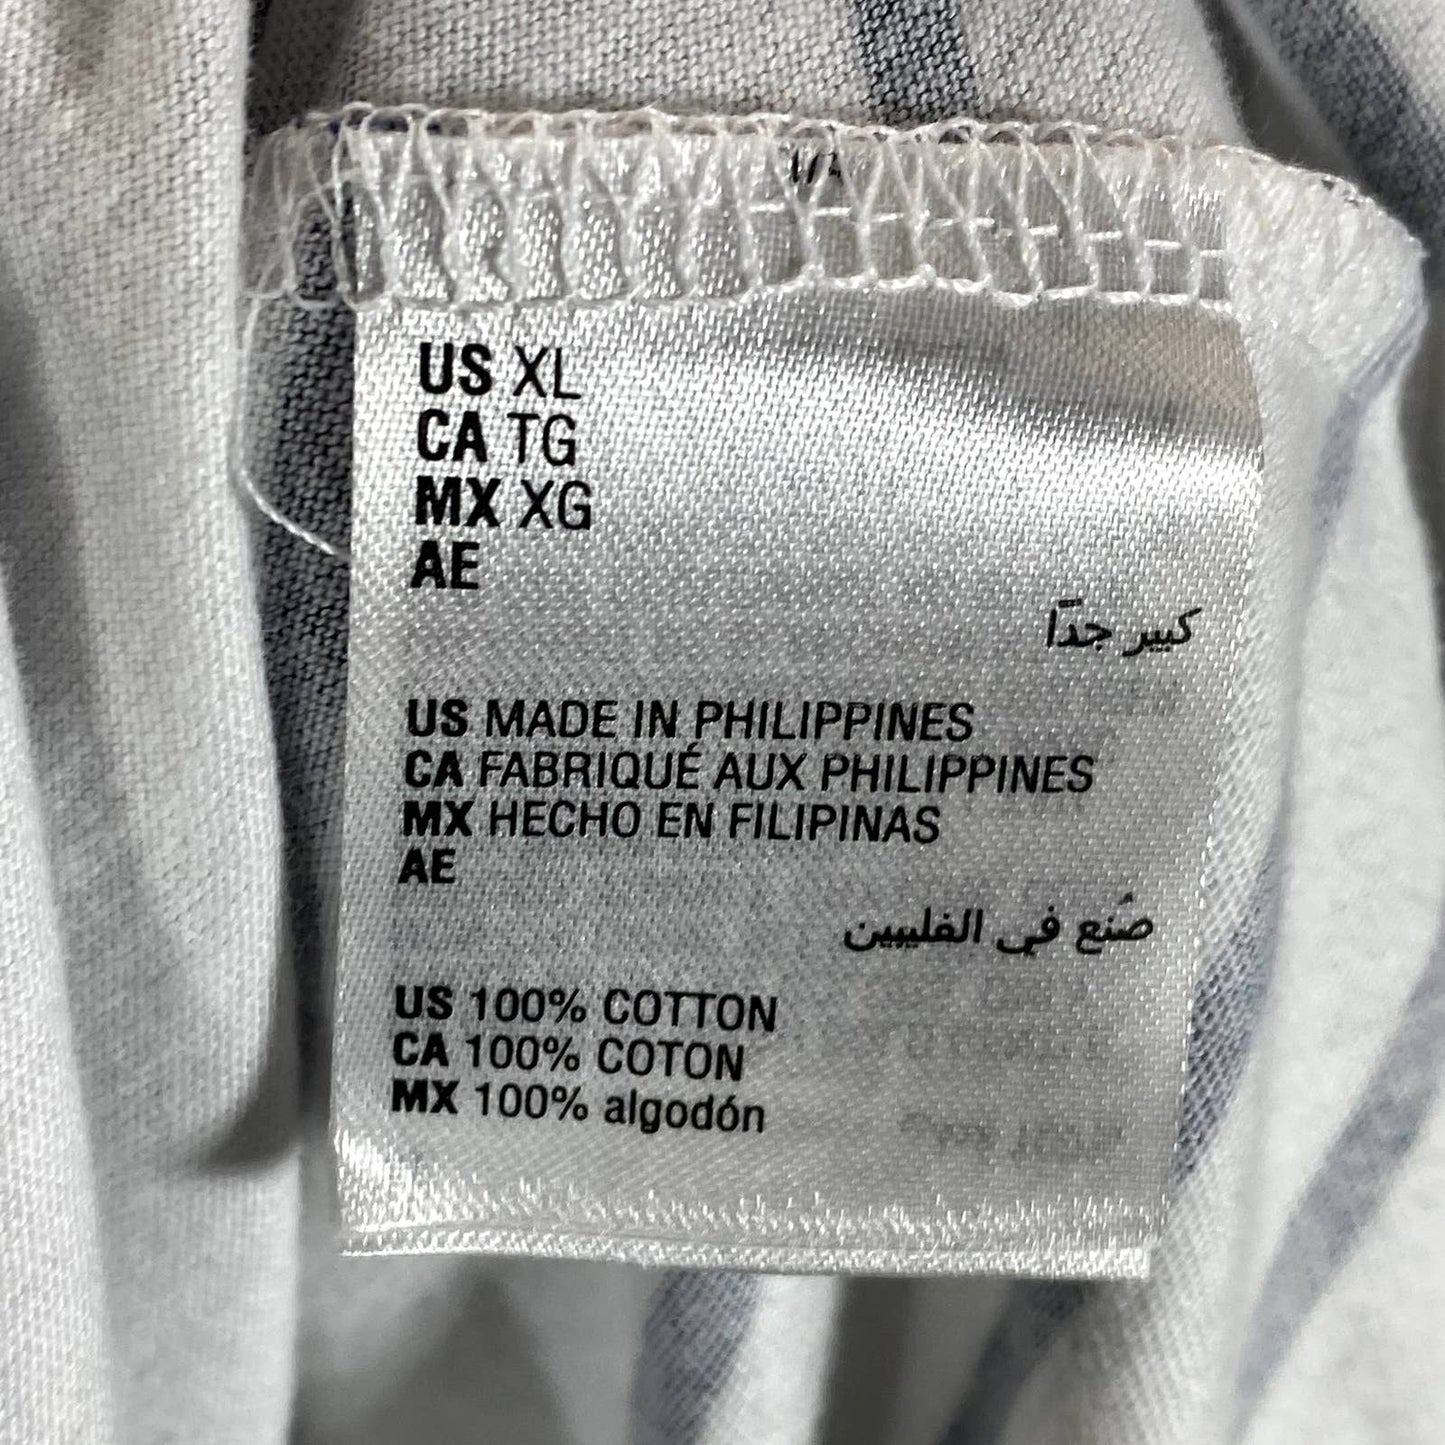 US XL
CA TG
MX XG
AE
كبير جدًا
US MADE IN PHILIPPINES
CA FABRIQUÉ AUX PHILIPPINES
MX HECHO EN FILIPINAS
AE
صُنع في الفلبين
US 100% COTTON
CA 100% COTON
MX 100% algodón